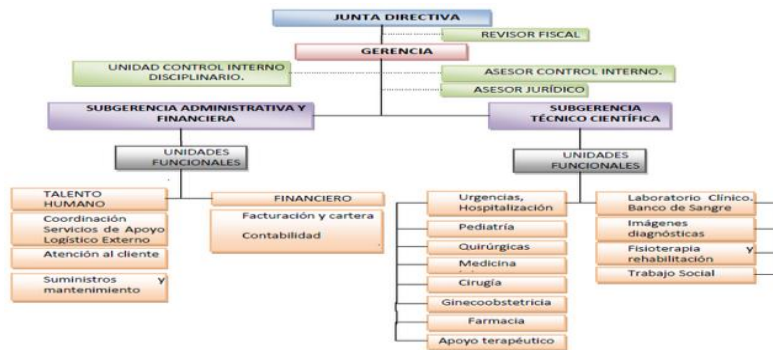 JUNTA DIRECTIVA
REVISOR FISCAL
GERENCIA
UNIDAD CONTROL INTERNO
DISCIPLINARIO.
ASESOR CONTROL INTERNO.
ASESOR JURÍDICO
SUBGERENCIA ADMINISTRATIVA Y
FINANCIERA
SUBGERENCIA
TÉCNICO CIENTÍFICA
UNIDADES
FUNCIONALES
UNIDADES
FUNCIONALES
TALENTO
HUMANO
Coordinación
Servicios de Apoyo
Logístico Externo
Atención al cliente
Suministros y
mantenimiento
FINANCIERO
Facturación y cartera
Contabilidad
Urgencias,
Hospitalización
Pediatría
Quirúrgicas
Medicina
Cirugía
Ginecoobstetricia
Farmacia
Apoyo terapéutico
Laboratorio Clínico.
Banco de Sangre
Imágenes
diagnósticas
Fisioterapia y
rehabilitación
Trabajo Social